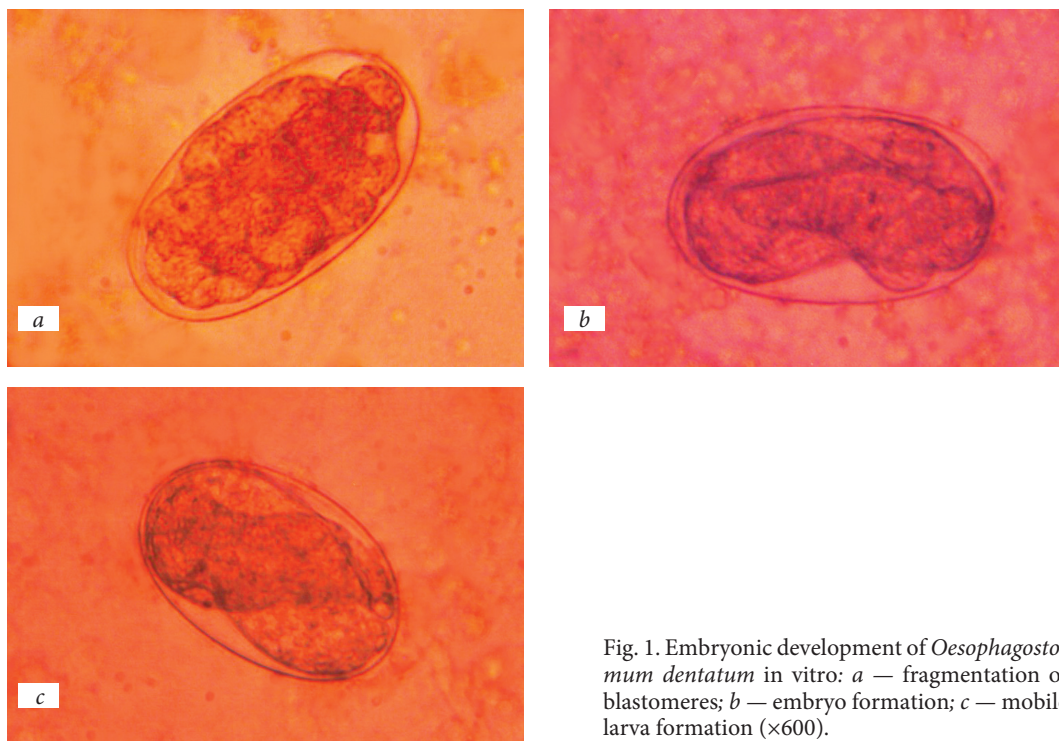 a
b
c
Fig. 1. Embryonic development of Oesophagosto
mum dentatum in vitro: a — fragmentation o
blastomeres; b — embryo formation; c — mobil
larva formation (×600).